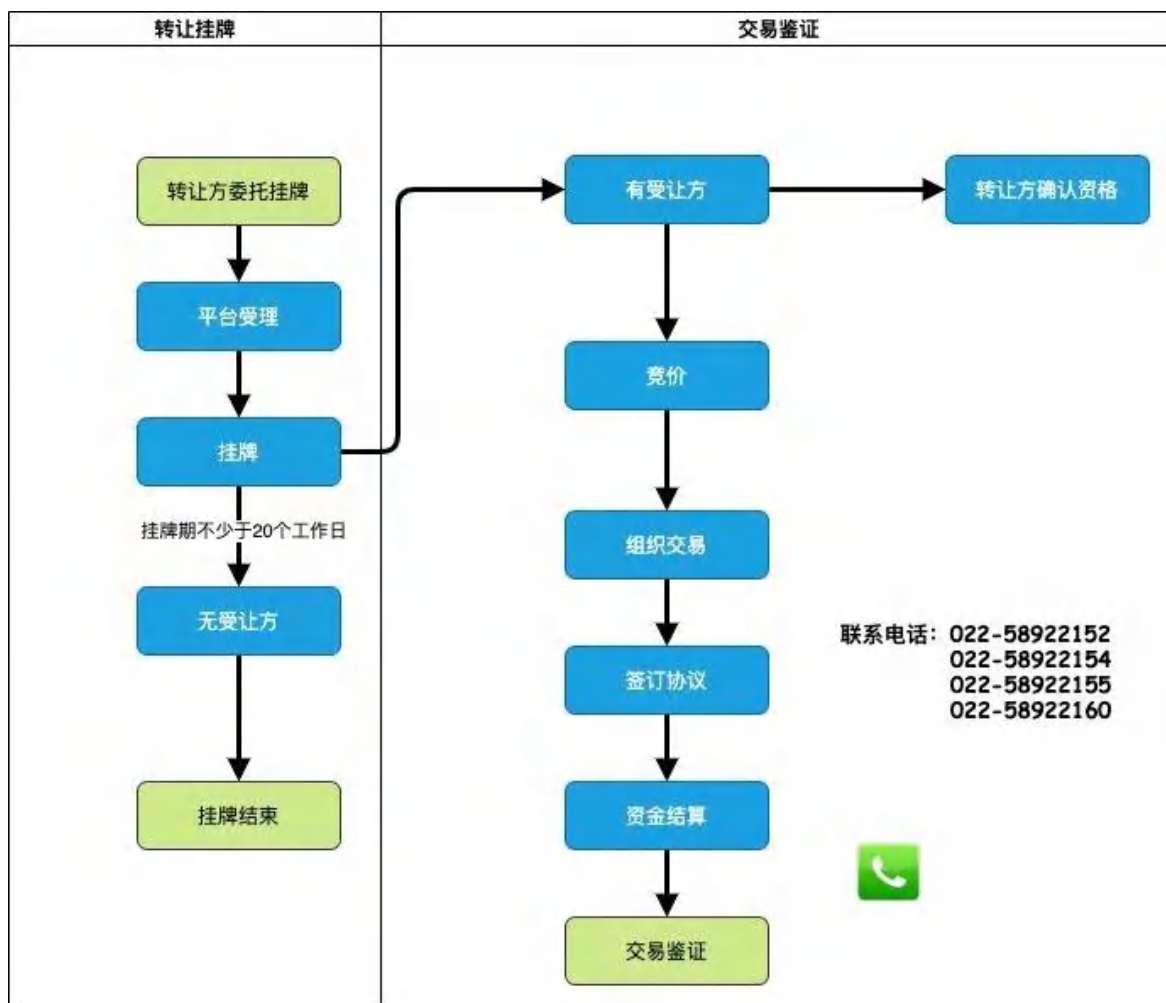 转让挂牌
交易鉴证
转让方委托挂牌
平台受理
挂牌
挂牌期不少于20个工作日
无受让方
挂牌结束
有受让方
转让方确认资格
竞价
组织交易
签订协议
资金结算
交易鉴证
联系电话：022-58922152
022-58922154
022-58922155
022-58922160